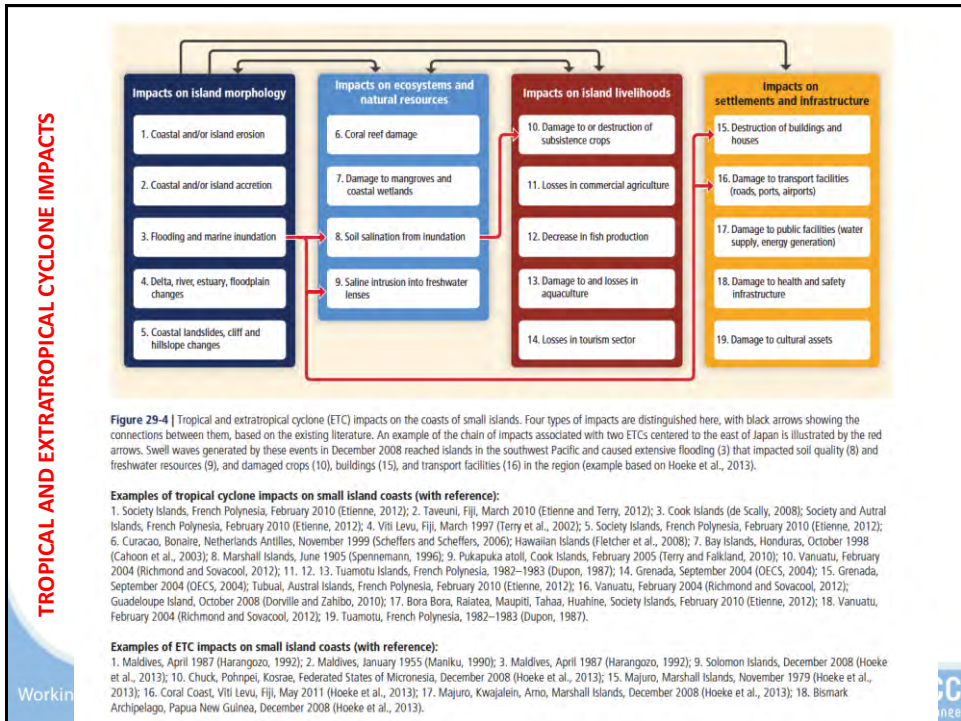 TROPICAL AND EXTRATROPICAL CYCLONE IMPACTS
Impacts on island morphology
1. Coastal and/or island erosion
2. Coastal and/or island accretion
3. Flooding and marine inundation
4. Delta, river, estuary, floodplain
changes
5. Coastal landslides, cliff and
hillslope changes
Impacts on ecosystems and
natural resources
6. Coral reef damage
7. Damage to mangroves and
coastal wetlands
8. Soil salination from inundation
9. Saline intrusion into freshwater
lenses
Impacts on island livelihoods
10. Damage to or destruction of
subsistence crops
11. Losses in commercial agriculture
12. Decrease in fish production
13. Damage to and losses in
aquaculture
14. Losses in tourism sector
Impacts on
settlements and infrastructure
15. Destruction of buildings and
houses
16. Damage to transport facilities
(roads, ports, airports)
17. Damage to public facilities (water
supply, energy generation)
18. Damage to health and safety
infrastructure
19. Damage to cultural assets
Figure 29-4 | Tropical and extratropical cyclone (ETC) impacts on the coasts of small islands. Four types of impacts are distinguished here, with black arrows showing the
connections between them, based on the existing literature. An example of the chain of impacts associated with two ETCs centered to the east of Japan is illustrated by the red
arrows. Swell waves generated by these events in December 2008 reached islands in the southwest Pacific and caused extensive flooding (3) that impacted soil quality (8) and
freshwater resources (9), and damaged crops (10), buildings (15), and transport facilities (16) in the region (example based on Hoeke et al., 2013).
Examples of tropical cyclone impacts on small island coasts (with reference):
1. Society Islands, French Polynesia, February 2010 (Etienne, 2012); 2. Taveuni, Fiji, March 2010 (Etienne and Terry, 2012); 3. Cook Islands (de Scally, 2008); Society and Autral
Islands, French Polynesia, February 2010 (Etienne, 2012); 4. Viti Levu, Fiji, March 1997 (Terry et al., 2002); 5. Society Islands, French Polynesia, February 2010 (Etienne, 2012);
6. Curacao, Bonaire, Netherlands Antilles, November 1999 (Scheffers and Scheffers, 2006); Hawaiian Islands (Fletcher et al., 2008); 7. Bay Islands, Honduras, October 1998
(Cahoon et al., 2003); 8. Marshall Islands, June 1905 (Spennemann, 1996); 9. Pukapuka atoll, Cook Islands, February 2005 (Terry and Falkland, 2010); 10. Vanuatu, February
2004 (Richmond and Sovacool, 2012); 11. 12. 13. Tuamotu Islands, French Polynesia, 1982–1983 (Dupon, 1987); 14. Grenada, September 2004 (OECS, 2004); 15. Grenada,
September 2004 (OECS, 2004); Tubuai, Austral Islands, French Polynesia, February 2010 (Etienne, 2012); 16. Vanuatu, February 2004 (Richmond and Sovacool, 2012);
Guadeloupe Island, October 2008 (Dorville and Zahibo, 2010); 17. Bora Bora, Raiatea, Maupiti, Tahaa, Huahine, Society Islands, February 2010 (Etienne, 2012); 18. Vanuatu,
February 2004 (Richmond and Sovacool, 2012); 19. Tuamotu, French Polynesia, 1982–1983 (Dupon, 1987).
Examples of ETC impacts on small island coasts (with reference):
1. Maldives, April 1987 (Harangozo, 1992); 2. Maldives, January 1955 (Maniku, 1990); 3. Maldives, April 1987 (Harangozo, 1992); 9. Solomon Islands, December 2008 (Hoeke
et al., 2013); 10. Chuck, Pohnpei, Kosrae, Federated States of Micronesia, December 2008 (Hoeke et al., 2013); 15. Majuro, Marshall Islands, November 1979 (Hoeke et al.,
2013); 16. Coral Coast, Viti Levu, Fiji, May 2011 (Hoeke et al., 2013); 17. Majuro, Kwajalein, Arno, Marshall Islands, December 2008 (Hoeke et al., 2013); 18. Bismark
Archipelago, Papua New Guinea, December 2008 (Hoeke et al., 2013).
Workin